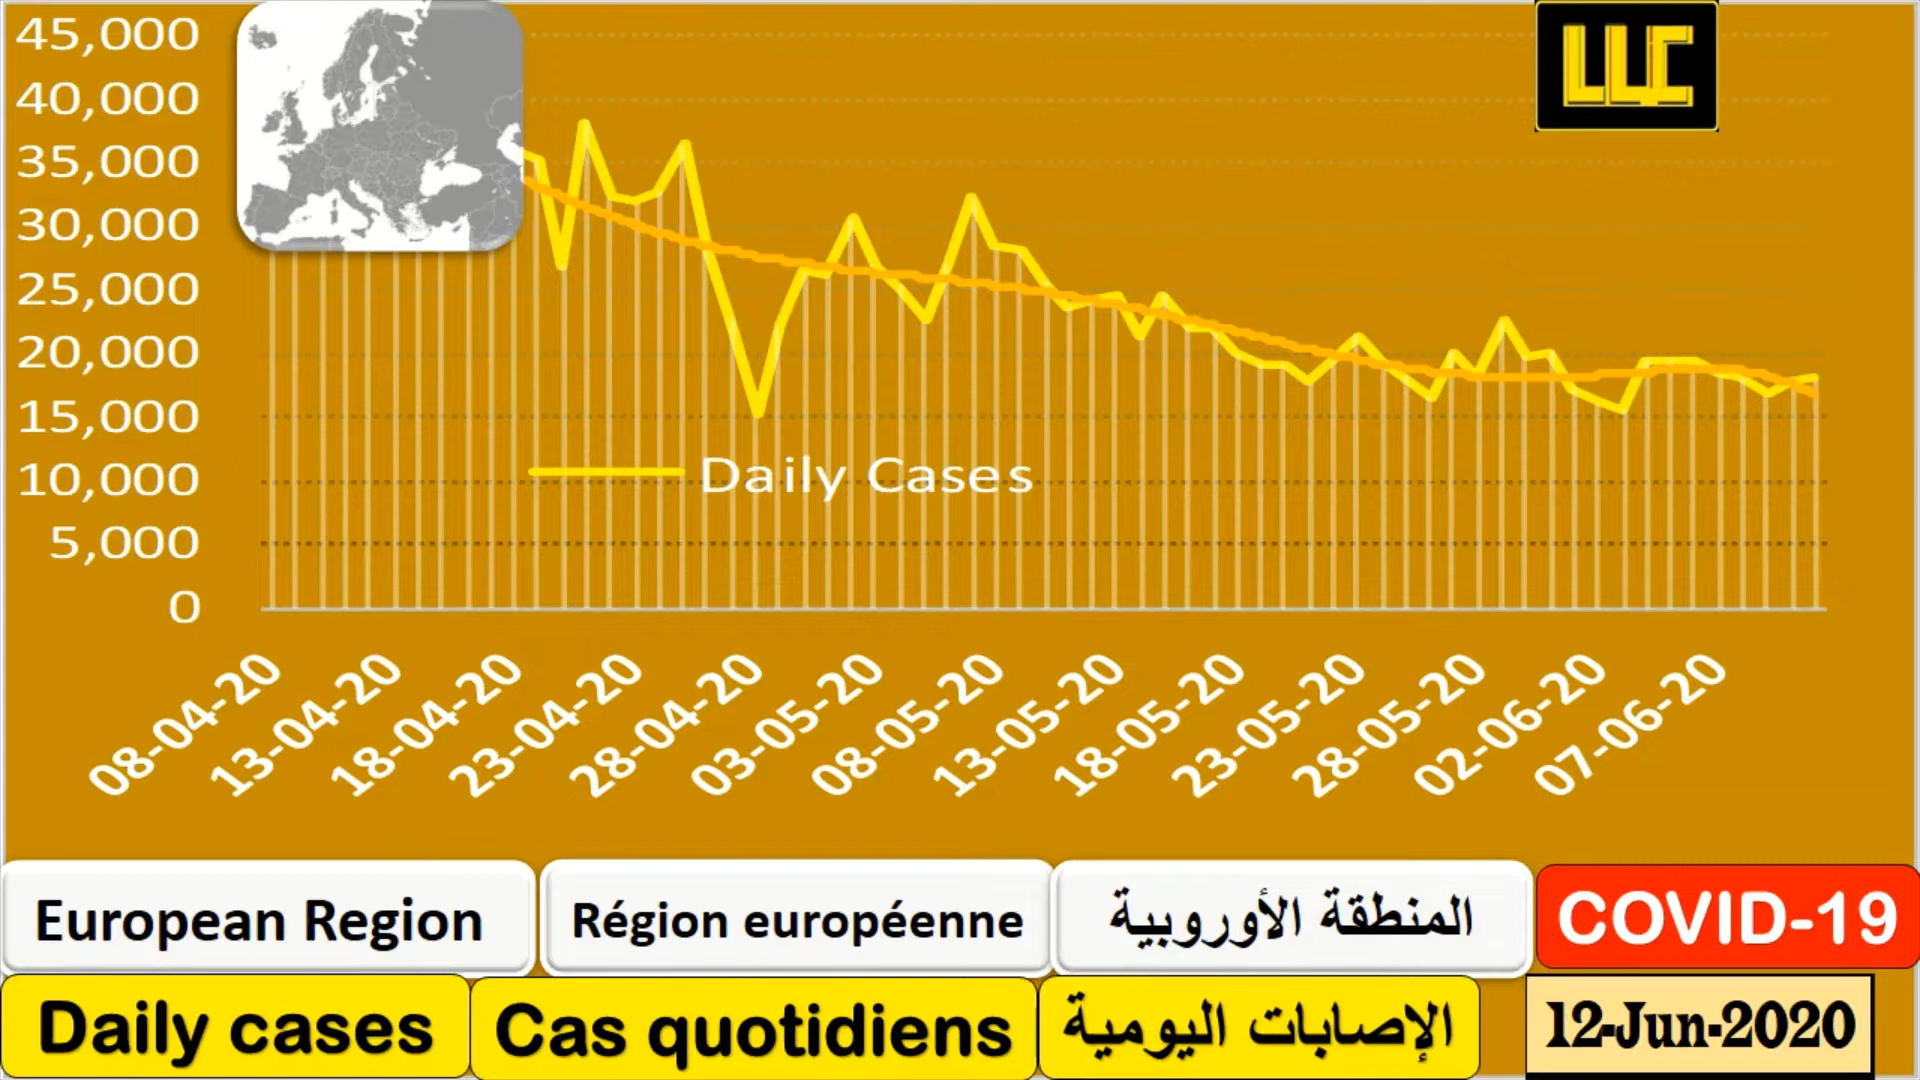 45,000
40,000
35,000
30,000
25,000
20,000
15,000
10,000
5,000
0
LLC
Daily Cases
08-04-20
13-04-20
18-04-20
23-04-20
28-04-20
03-05-20
08-05-20
13-05-20
18-05-20
23-05-20
28-05-20
02-06-20
07-06-20
European Region
Région européenne
المنطقة الأوروبية
COVID-19
Daily cases
Cas quotidiens
الإصابات اليومية
12-Jun-2020